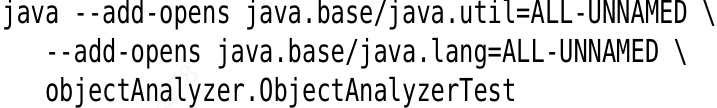 java --add-opens java.base/java.util=ALL-UNNAMED \
--add-opens java.base/java.lang=ALL-UNNAMED \
objectAnalyzer.ObjectAnalyzerTest